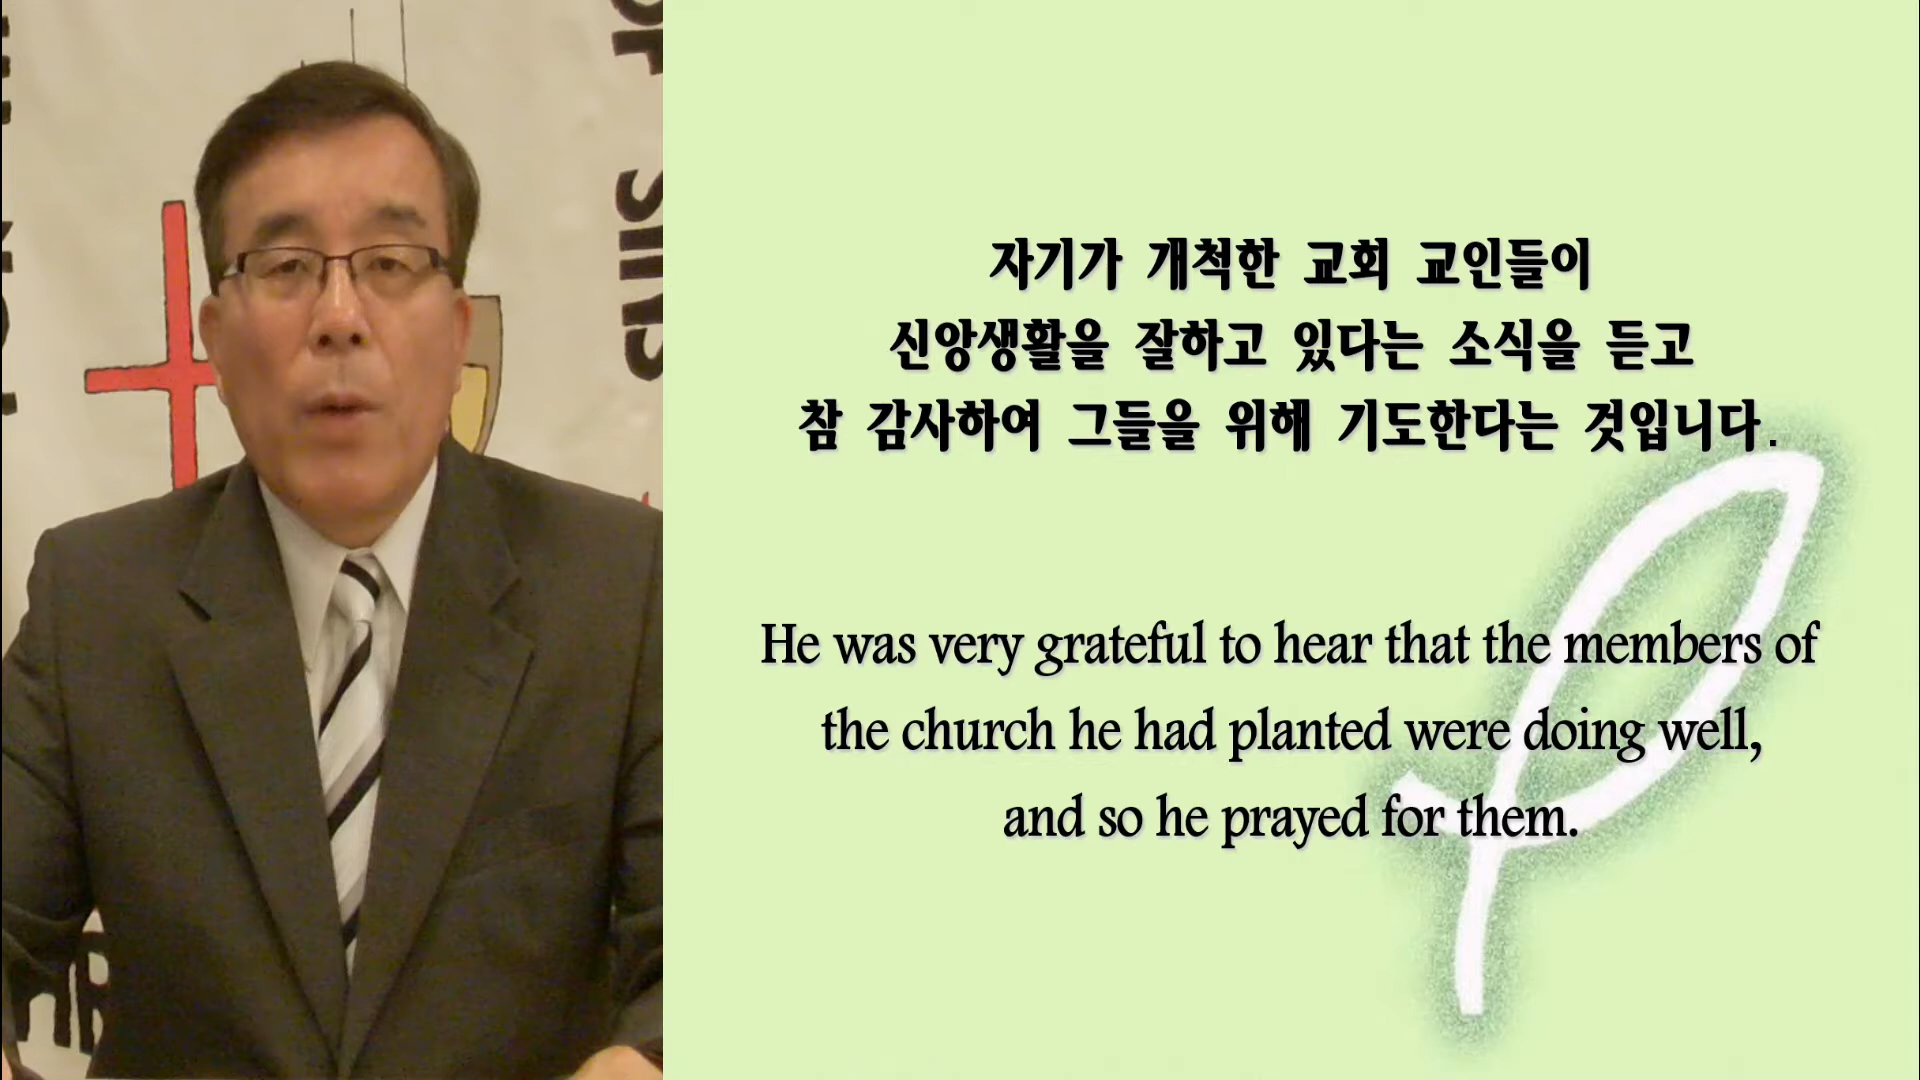 OF
SINS
자기가 개척한 교회 교인들이
신앙생활을 잘하고 있다는 소식을 듣고
참 감사하여 그들을 위해 기도한다는 것입니다.
He was very grateful to hear that the members of
the church he had planted were doing well,
and so he prayed for them.